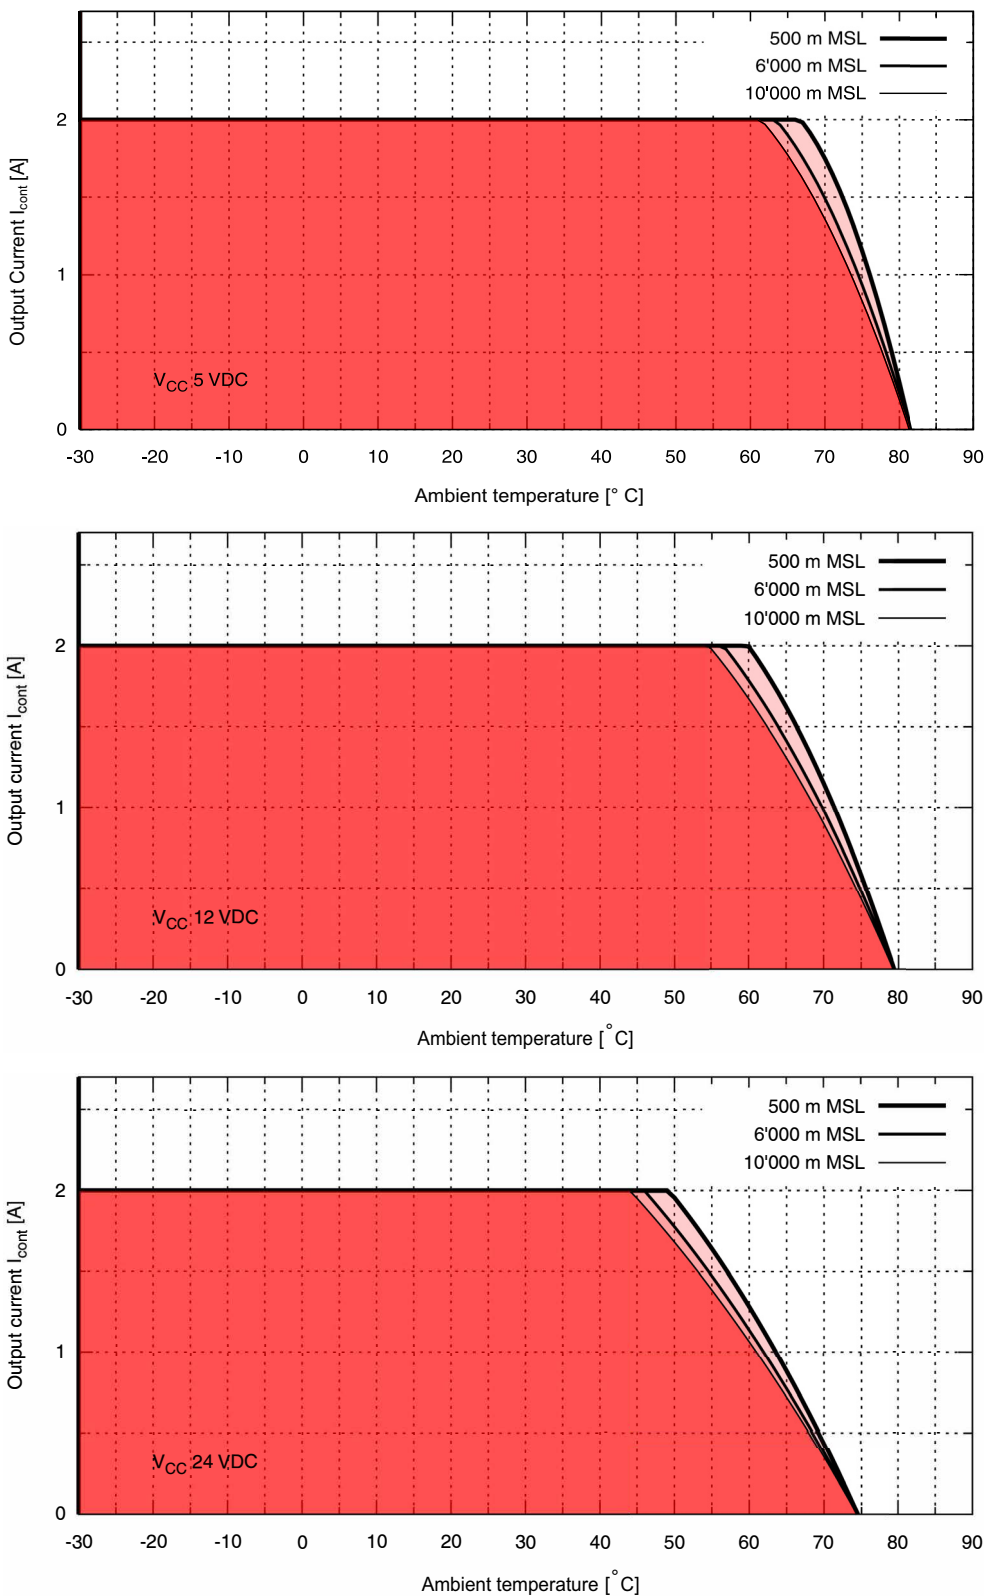 500 m MSL
6'000 m MSL
10'000 m MSL
2
1
0
Output Current Icont [A]
VCC 5 VDC
-30 -20 -10 0 10 20 30 40 50 60 70 80 90
Ambient temperature [° C]
500 m MSL
6'000 m MSL
10'000 m MSL
2
1
0
Output current Icont [A]
VCC 12 VDC
-30 -20 -10 0 10 20 30 40 50 60 70 80 90
Ambient temperature [°C]
500 m MSL
6'000 m MSL
10'000 m MSL
2
1
0
Output current Icont [A]
VCC 24 VDC
-30 -20 -10 0 10 20 30 40 50 60 70 80 90
Ambient temperature [°C]